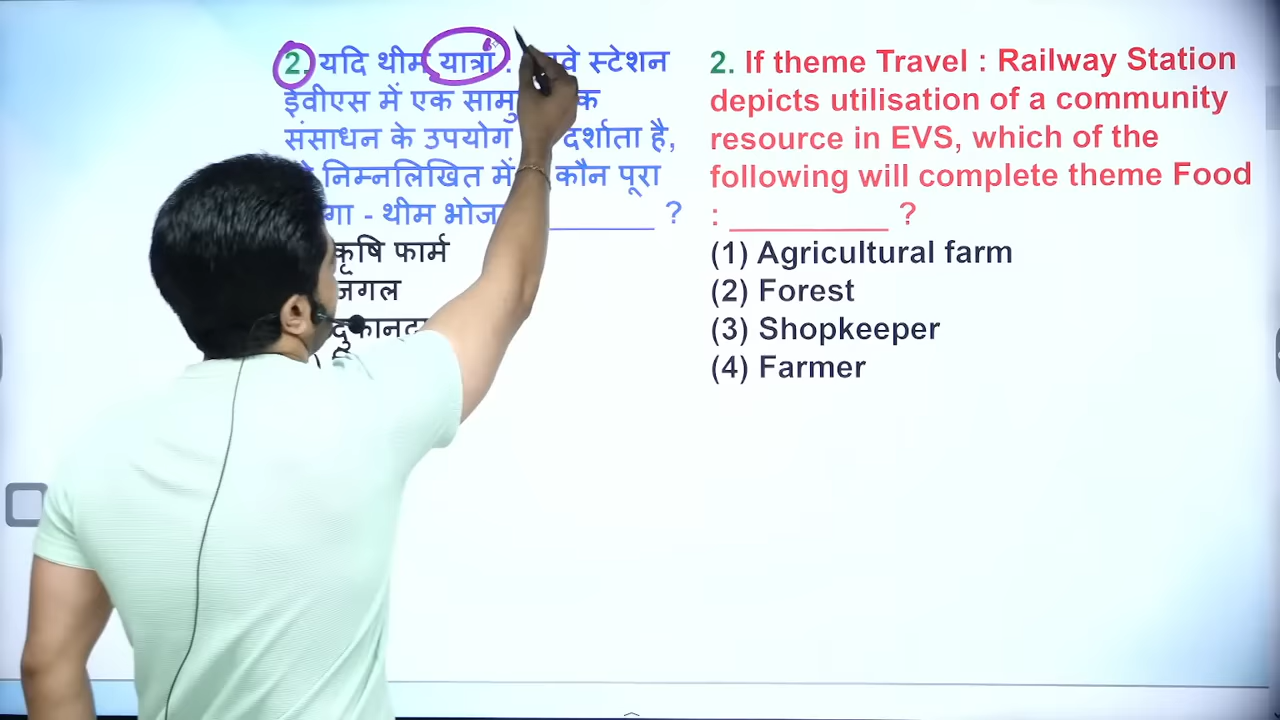 2. यदि थीम यात्रा : स्टेशन
ईवीएस में एक
संसाधन के उपयोग दर्शाता है,
निम्नलिखित में कौन पूरा
- थीम _______ ?
कृषि फार्म
जंगल
2. If theme Travel : Railway Station
depicts utilisation of a community
resource in EVS, which of the
following will complete theme Food
: _________ ?
(1) Agricultural farm
(2) Forest
(3) Shopkeeper
(4) Farmer